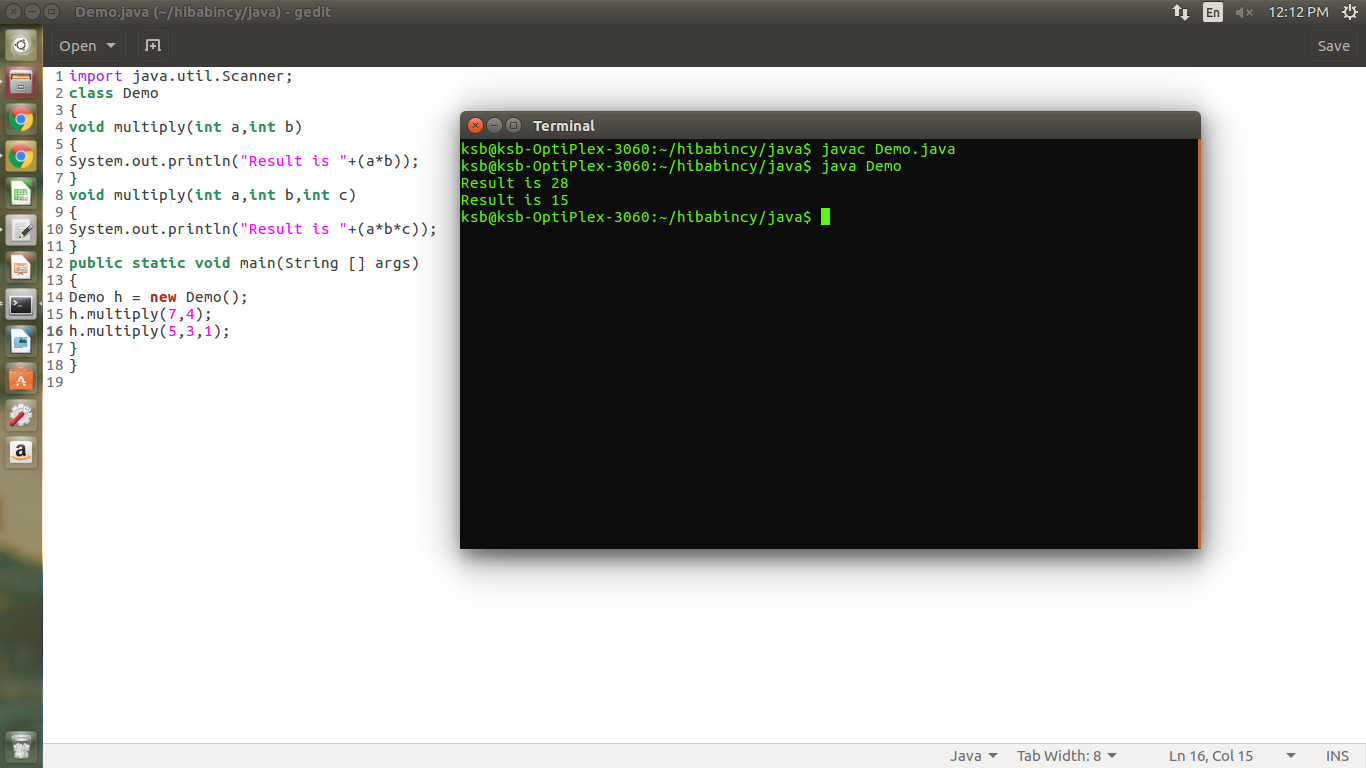 Demo.java (~/hibabincy/java) - gedit
En
12:12 PM
Open
Save
1 import java.util.Scanner;
2 class Demo
3 {
4 void multiply(int a,int b)
5 {
6 System.out.println("Result is "+(a*b));
7 }
8 void multiply(int a,int b,int c)
9 {
10 System.out.println("Result is "+(a*b*c));
11 }
12 public static void main(String [] args)
13 {
14 Demo h = new Demo();
15 h.multiply(7,4);
16 h.multiply(5,3,1);
17 }
18 }
19
Terminal
ksb@ksb-OptiPlex-3060:~/hibabincy/java$ javac Demo.java
ksb@ksb-OptiPlex-3060:~/hibabincy/java$ java Demo
Result is 28
Result is 15
ksb@ksb-OptiPlex-3060:~/hibabincy/java$
a
Java
Tab Width: 8
Ln 16, Col 15
INS